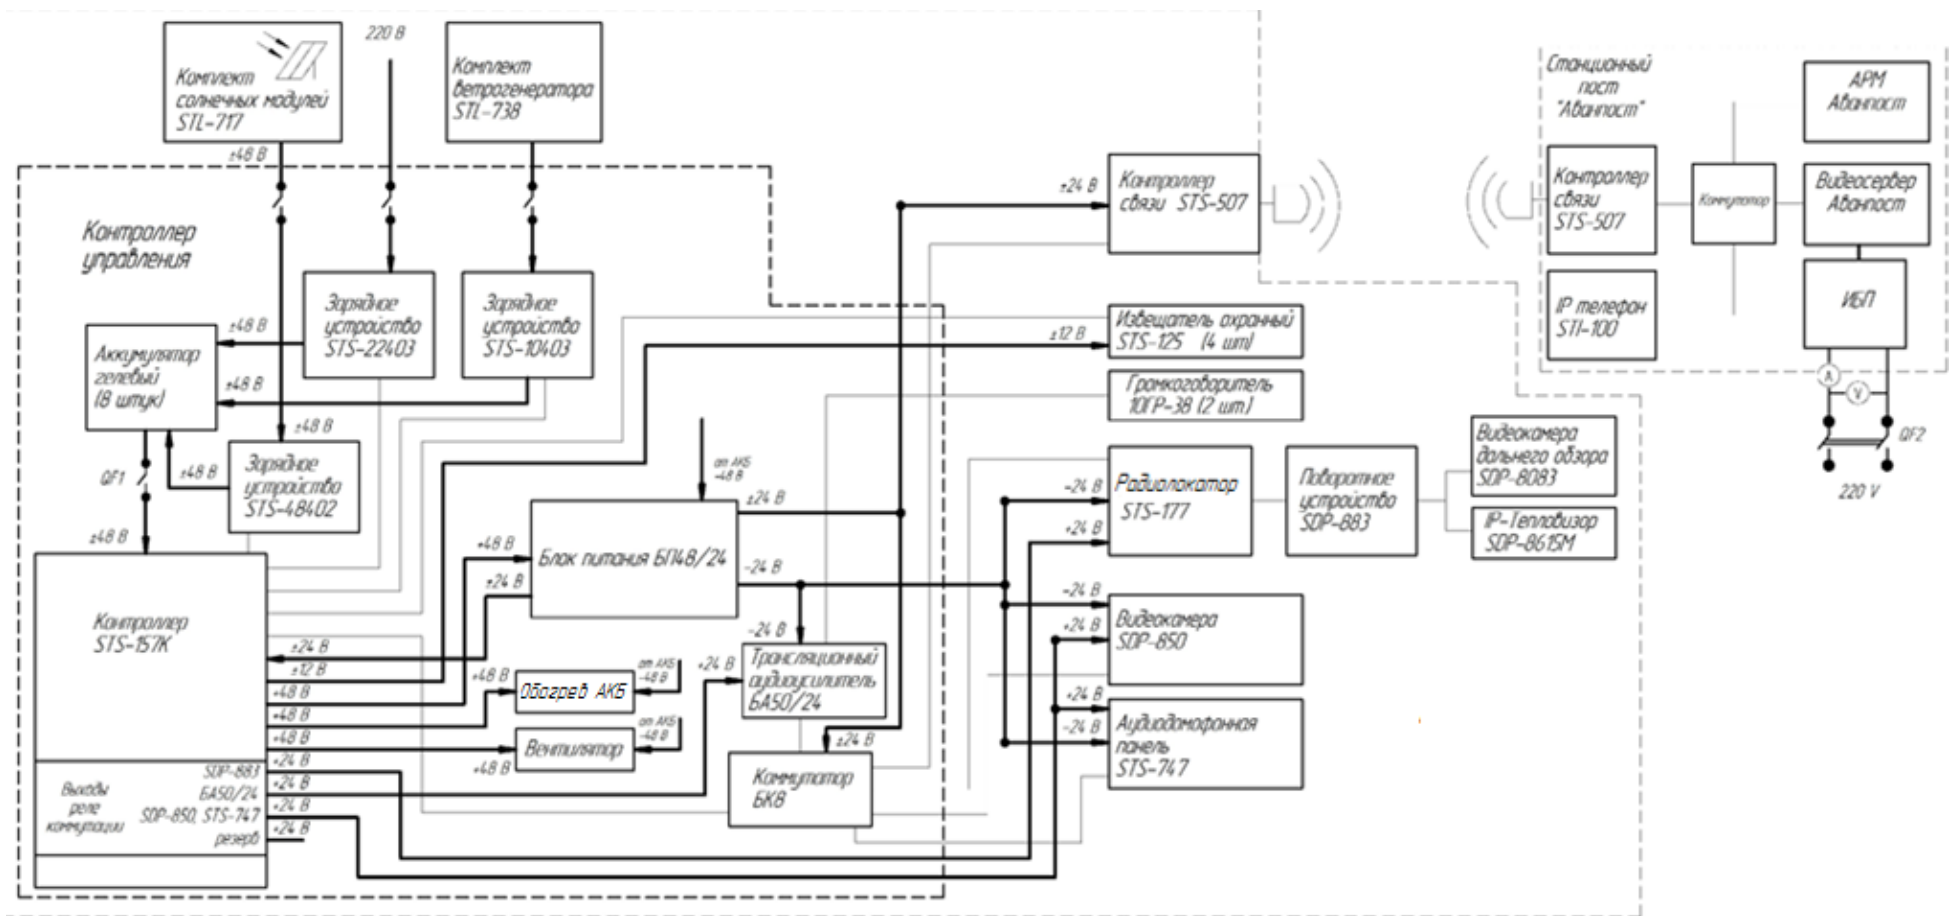 Комплект
солнечных модулей
STL-717
220 В
Комплект
ветрогенератора
STL-738
±48 В
Контроллер
управления
Зарядное
устройство
STS-22403
Зарядное
устройство
STS-10403
±48 В
±48 В
Аккумулятор
гелевый
(8 штук)
±48 В
Зарядное
устройство
STS-48402
±48 В
QF1
±48 В
Контроллер
STS-157К
от АКБ
-48 В
Блок питания БП48/24
+48 В
±24 В
±24 В
-24 В
±24 В
±12 В
+48 В
+48 В
+48 В
+24 В
+24 В
+24 В
+24 В
Выходы
реле
коммутации
SDP-883
БА50/24
SDP-850, STS-747
резерв
+48 В
Обогрев АКБ
от АКБ
-48 В
Вентилятор
+48 В
от АКБ
-48 В
-24 В
+24 В
Трансляционный
аудиоусилитель
БА50/24
±24 В
Коммутатор
БК8
±24 В
Контроллер
связи STS-507
±12 В
Извещатель охранный
STS-125 (4 шт)
Громкоговоритель
10ГР-38 (2 шт.)
-24 В
+24 В
Радиолокатор
STS-177
Поворотное
устройство
SDP-883
Видеокамера
дальнего обзора
SDP-8083
IP-Тепловизор
SDP-8615М
-24 В
+24 В
Видеокамера
SDP-850
+24 В
-24 В
Аудиодомофонная
панель
STS-747
Станционный
пост
"Аванпост"
Контроллер
связи
STS-507
IP телефон
STI-100
Коммутатор
АРМ
Аванпост
Видеосервер
Аванпост
ИБП
A
V
QF2
220 V